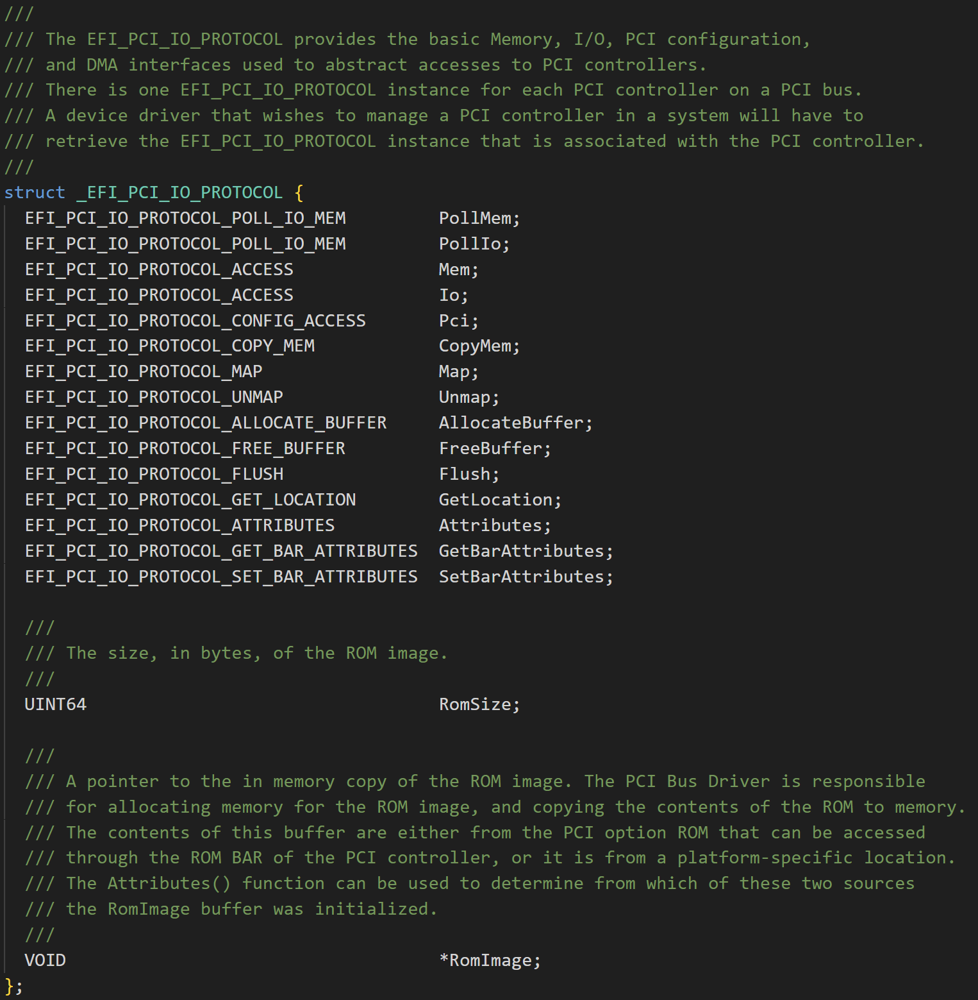 ///
/// The EFI_PCI_IO_PROTOCOL provides the basic Memory, I/O, PCI configuration,
/// and DMA interfaces used to abstract accesses to PCI controllers.
/// There is one EFI_PCI_IO_PROTOCOL instance for each PCI controller on a PCI bus.
/// A device driver that wishes to manage a PCI controller in a system will have to
/// retrieve the EFI_PCI_IO_PROTOCOL instance that is associated with the PCI controller.
///
struct _EFI_PCI_IO_PROTOCOL {
  EFI_PCI_IO_PROTOCOL_POLL_IO_MEM         PollMem;
  EFI_PCI_IO_PROTOCOL_POLL_IO_MEM         PollIo;
  EFI_PCI_IO_PROTOCOL_ACCESS              Mem;
  EFI_PCI_IO_PROTOCOL_ACCESS              Io;
  EFI_PCI_IO_PROTOCOL_CONFIG_ACCESS       Pci;
  EFI_PCI_IO_PROTOCOL_COPY_MEM            CopyMem;
  EFI_PCI_IO_PROTOCOL_MAP                 Map;
  EFI_PCI_IO_PROTOCOL_UNMAP               Unmap;
  EFI_PCI_IO_PROTOCOL_ALLOCATE_BUFFER     AllocateBuffer;
  EFI_PCI_IO_PROTOCOL_FREE_BUFFER         FreeBuffer;
  EFI_PCI_IO_PROTOCOL_FLUSH               Flush;
  EFI_PCI_IO_PROTOCOL_GET_LOCATION        GetLocation;
  EFI_PCI_IO_PROTOCOL_ATTRIBUTES          Attributes;
  EFI_PCI_IO_PROTOCOL_GET_BAR_ATTRIBUTES  GetBarAttributes;
  EFI_PCI_IO_PROTOCOL_SET_BAR_ATTRIBUTES  SetBarAttributes;

  ///
  /// The size, in bytes, of the ROM image.
  ///
  UINT64                                  RomSize;

  ///
  /// A pointer to the in memory copy of the ROM image. The PCI Bus Driver is responsible
  /// for allocating memory for the ROM image, and copying the contents of the ROM to memory.
  /// The contents of this buffer are either from the PCI option ROM that can be accessed
  /// through the ROM BAR of the PCI controller, or it is from a platform-specific location.
  /// The Attributes() function can be used to determine from which of these two sources
  /// the RomImage buffer was initialized.
  ///
  VOID                                    *RomImage;
};